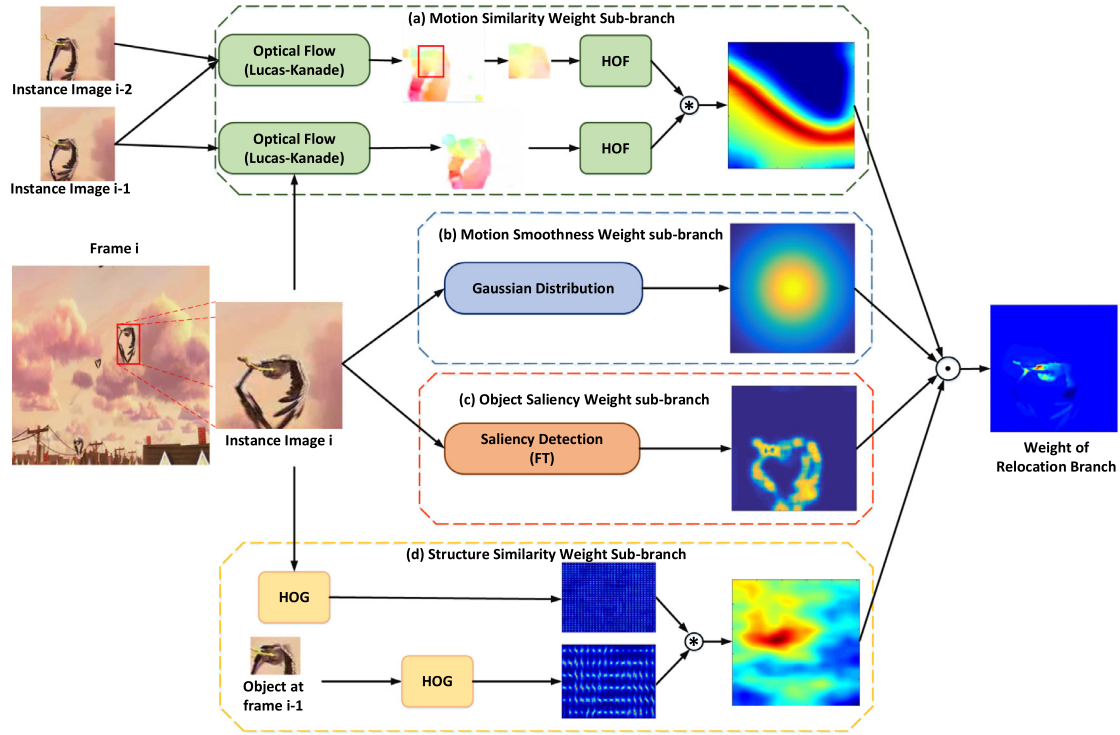 (a) Motion Similarity Weight Sub-branch
Instance Image i-2
Optical Flow
(Lucas-Kanade)
HOF
*
Instance Image i-1
Optical Flow
(Lucas-Kanade)
HOF
(b) Motion Smoothness Weight sub-branch
Gaussian Distribution
Frame i
Instance Image i
(c) Object Saliency Weight sub-branch
Saliency Detection
(FT)
Weight of
Relocation Branch
(d) Structure Similarity Weight Sub-branch
HOG
*
Object at
frame i-1
HOG